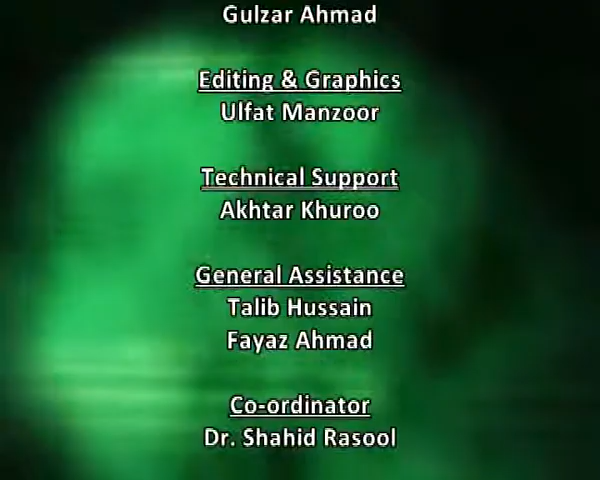 Gulzar Ahmad
Editing & Graphics
Ulfat Manzoor
Technical Support
Akhtar Khuroo
General Assistance
Talib Hussain
Fayaz Ahmad
Co-ordinator
Dr. Shahid Rasool